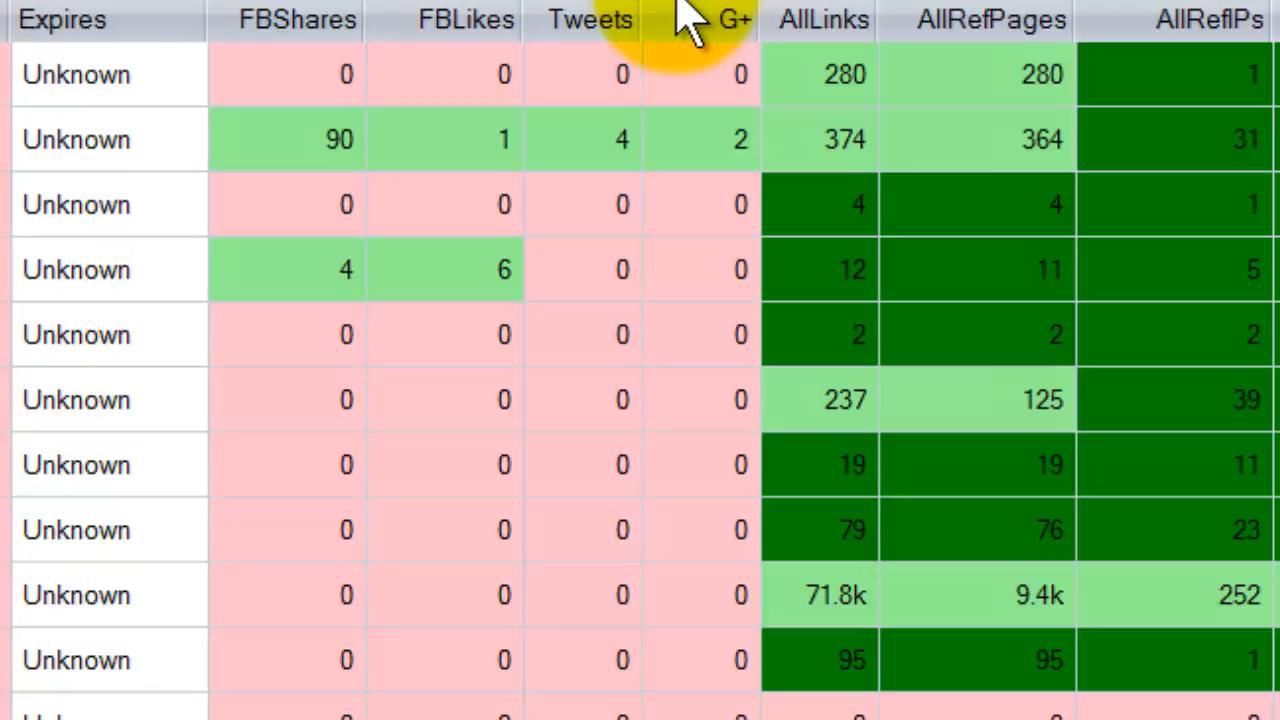 Expires FBShares FBLikes Tweets G+ AllLinks AllRefPages AllRefIPs
Unknown 0 0 0 0 280 280 1
Unknown 90 1 4 2 374 364 31
Unknown 0 0 0 0 4 4 1
Unknown 4 6 0 0 12 11 5
Unknown 0 0 0 0 2 2 2
Unknown 0 0 0 0 237 125 39
Unknown 0 0 0 0 19 19 11
Unknown 0 0 0 0 79 76 23
Unknown 0 0 0 0 71.8k 9.4k 252
Unknown 0 0 0 0 95 95 1